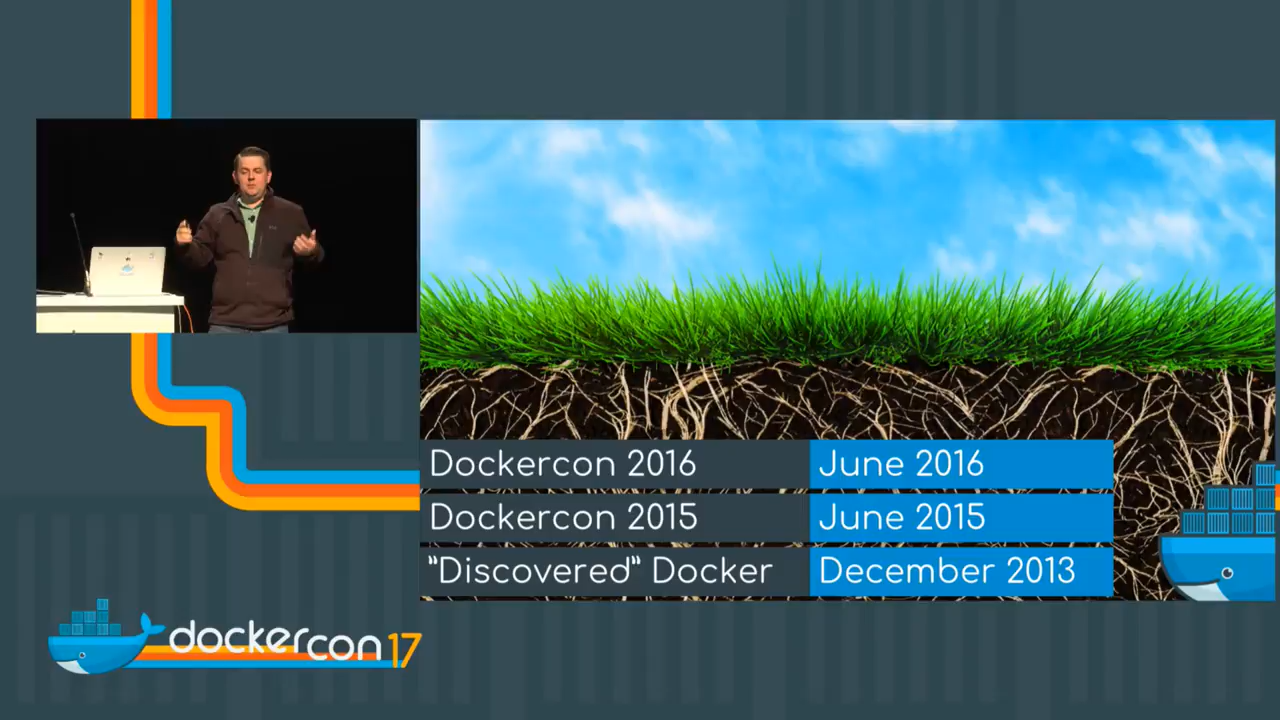 Dockercon 2016 June 2016
Dockercon 2015 June 2015
”Discovered” Docker December 2013
dockercon17